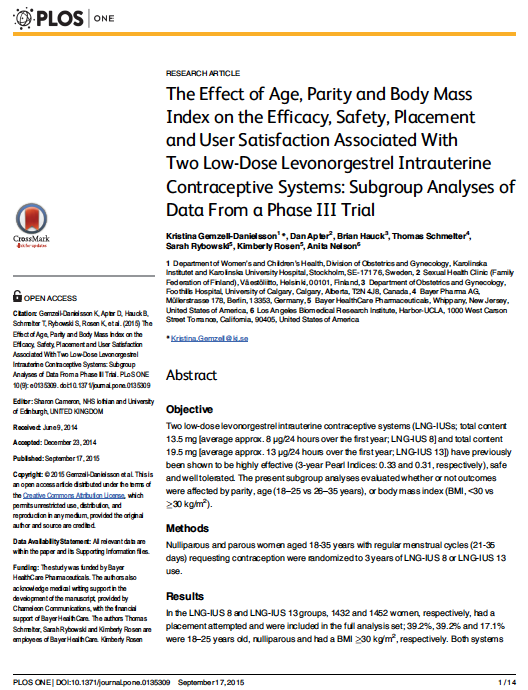 PLOS | ONE
RESEARCH ARTICLE
The Effect of Age, Parity and Body Mass
Index on the Efficacy, Safety, Placement
and User Satisfaction Associated With
Two Low-Dose Levonorgestrel Intrauterine
Contraceptive Systems: Subgroup Analyses of
Data From a Phase III Trial
Kristina Gemzell-Danielsson1*, Dan Apter2, Brian Hauck3, Thomas Schmelter4,
Sarah Rybowski5, Kimberly Rosen5, Anita Nelson6
1 Department of Women's and Children's Health, Division of Obstetrics and Gynecology, Karolinska
Institutet and Karolinska University Hospital, Stockholm, SE-171 76, Sweden, 2 Sexual Health Clinic (Family
Federation of Finland), Väestöliitto, Helsinki, 00101, Finland, 3 Department of Obstetrics and Gynecology,
Foothills Hospital, University of Calgary, Calgary, Alberta, T2N 4J8, Canada, 4 Bayer Pharma AG,
Müllerstrasse 178, Berlin, 13353, Germany, 5 Bayer HealthCare Pharmaceuticals, Whippany, New Jersey,
United States of America, 6 Los Angeles Biomedical Research Institute, Harbor-UCLA, 1000 West Carson
Street Torrance, California, 90405, United States of America
* Kristina.Gemzell@ki.se
CrossMark
click for updates
OPEN ACCESS
Citation: Gemzell-Danielsson K, Apter D, Hauck B,
Schmelter T, Rybowski S, Rosen K, et al. (2015) The
Effect of Age, Parity and Body Mass Index on the
Efficacy, Safety, Placement and User Satisfaction
Associated With Two Low-Dose Levonorgestrel
Intrauterine Contraceptive Systems: Subgroup
Analyses of Data From a Phase III Trial. PLoS ONE
10(9): e0135309. doi:10.1371/journal.pone.0135309
Editor: Sharon Cameron, NHS lothian and University
of Edinburgh, UNITED KINGDOM
Received: June 9, 2014
Accepted: December 23, 2014
Published: September 17, 2015
Copyright: © 2015 Gemzell-Danielsson et al. This is
an open access article distributed under the terms of
the Creative Commons Attribution License, which
permits unrestricted use, distribution, and
reproduction in any medium, provided the original
author and source are credited.
Data Availability Statement: All relevant data are
within the paper and its Supporting Information files.
Funding: The study was funded by Bayer
HealthCare Pharmaceuticals. The authors also
acknowledge medical writing support in the
development of the manuscript, provided by
Chameleon Communications, with the financial
support of Bayer HealthCare. The authors Thomas
Schmelter, Sarah Rybowski and Kimberly Rosen are
employees of Bayer HealthCare. Kimberly Rosen
Abstract
Objective
Two low-dose levonorgestrel intrauterine contraceptive systems (LNG-IUSs; total content
13.5 mg [average approx. 8 μg/24 hours over the first year; LNG-IUS 8] and total content
19.5 mg [average approx. 13 μg/24 hours over the first year; LNG-IUS 13]) have previously
been shown to be highly effective (3-year Pearl Indices: 0.33 and 0.31, respectively), safe
and well tolerated. The present subgroup analyses evaluated whether or not outcomes
were affected by parity, age (18–25 vs 26–35 years), or body mass index (BMI, <30 vs
≥30 kg/m2).
Methods
Nulliparous and parous women aged 18-35 years with regular menstrual cycles (21-35
days) requesting contraception were randomized to 3 years of LNG-IUS 8 or LNG-IUS 13
use.
Results
In the LNG-IUS 8 and LNG-IUS 13 groups, 1432 and 1452 women, respectively, had a
placement attempted and were included in the full analysis set; 39.2%, 39.2% and 17.1%
were 18–25 years old, nulliparous and had a BMI ≥30 kg/m2, respectively. Both systems
PLOS ONE | DOI:10.1371/journal.pone.0135309 September 17, 2015
1 / 14